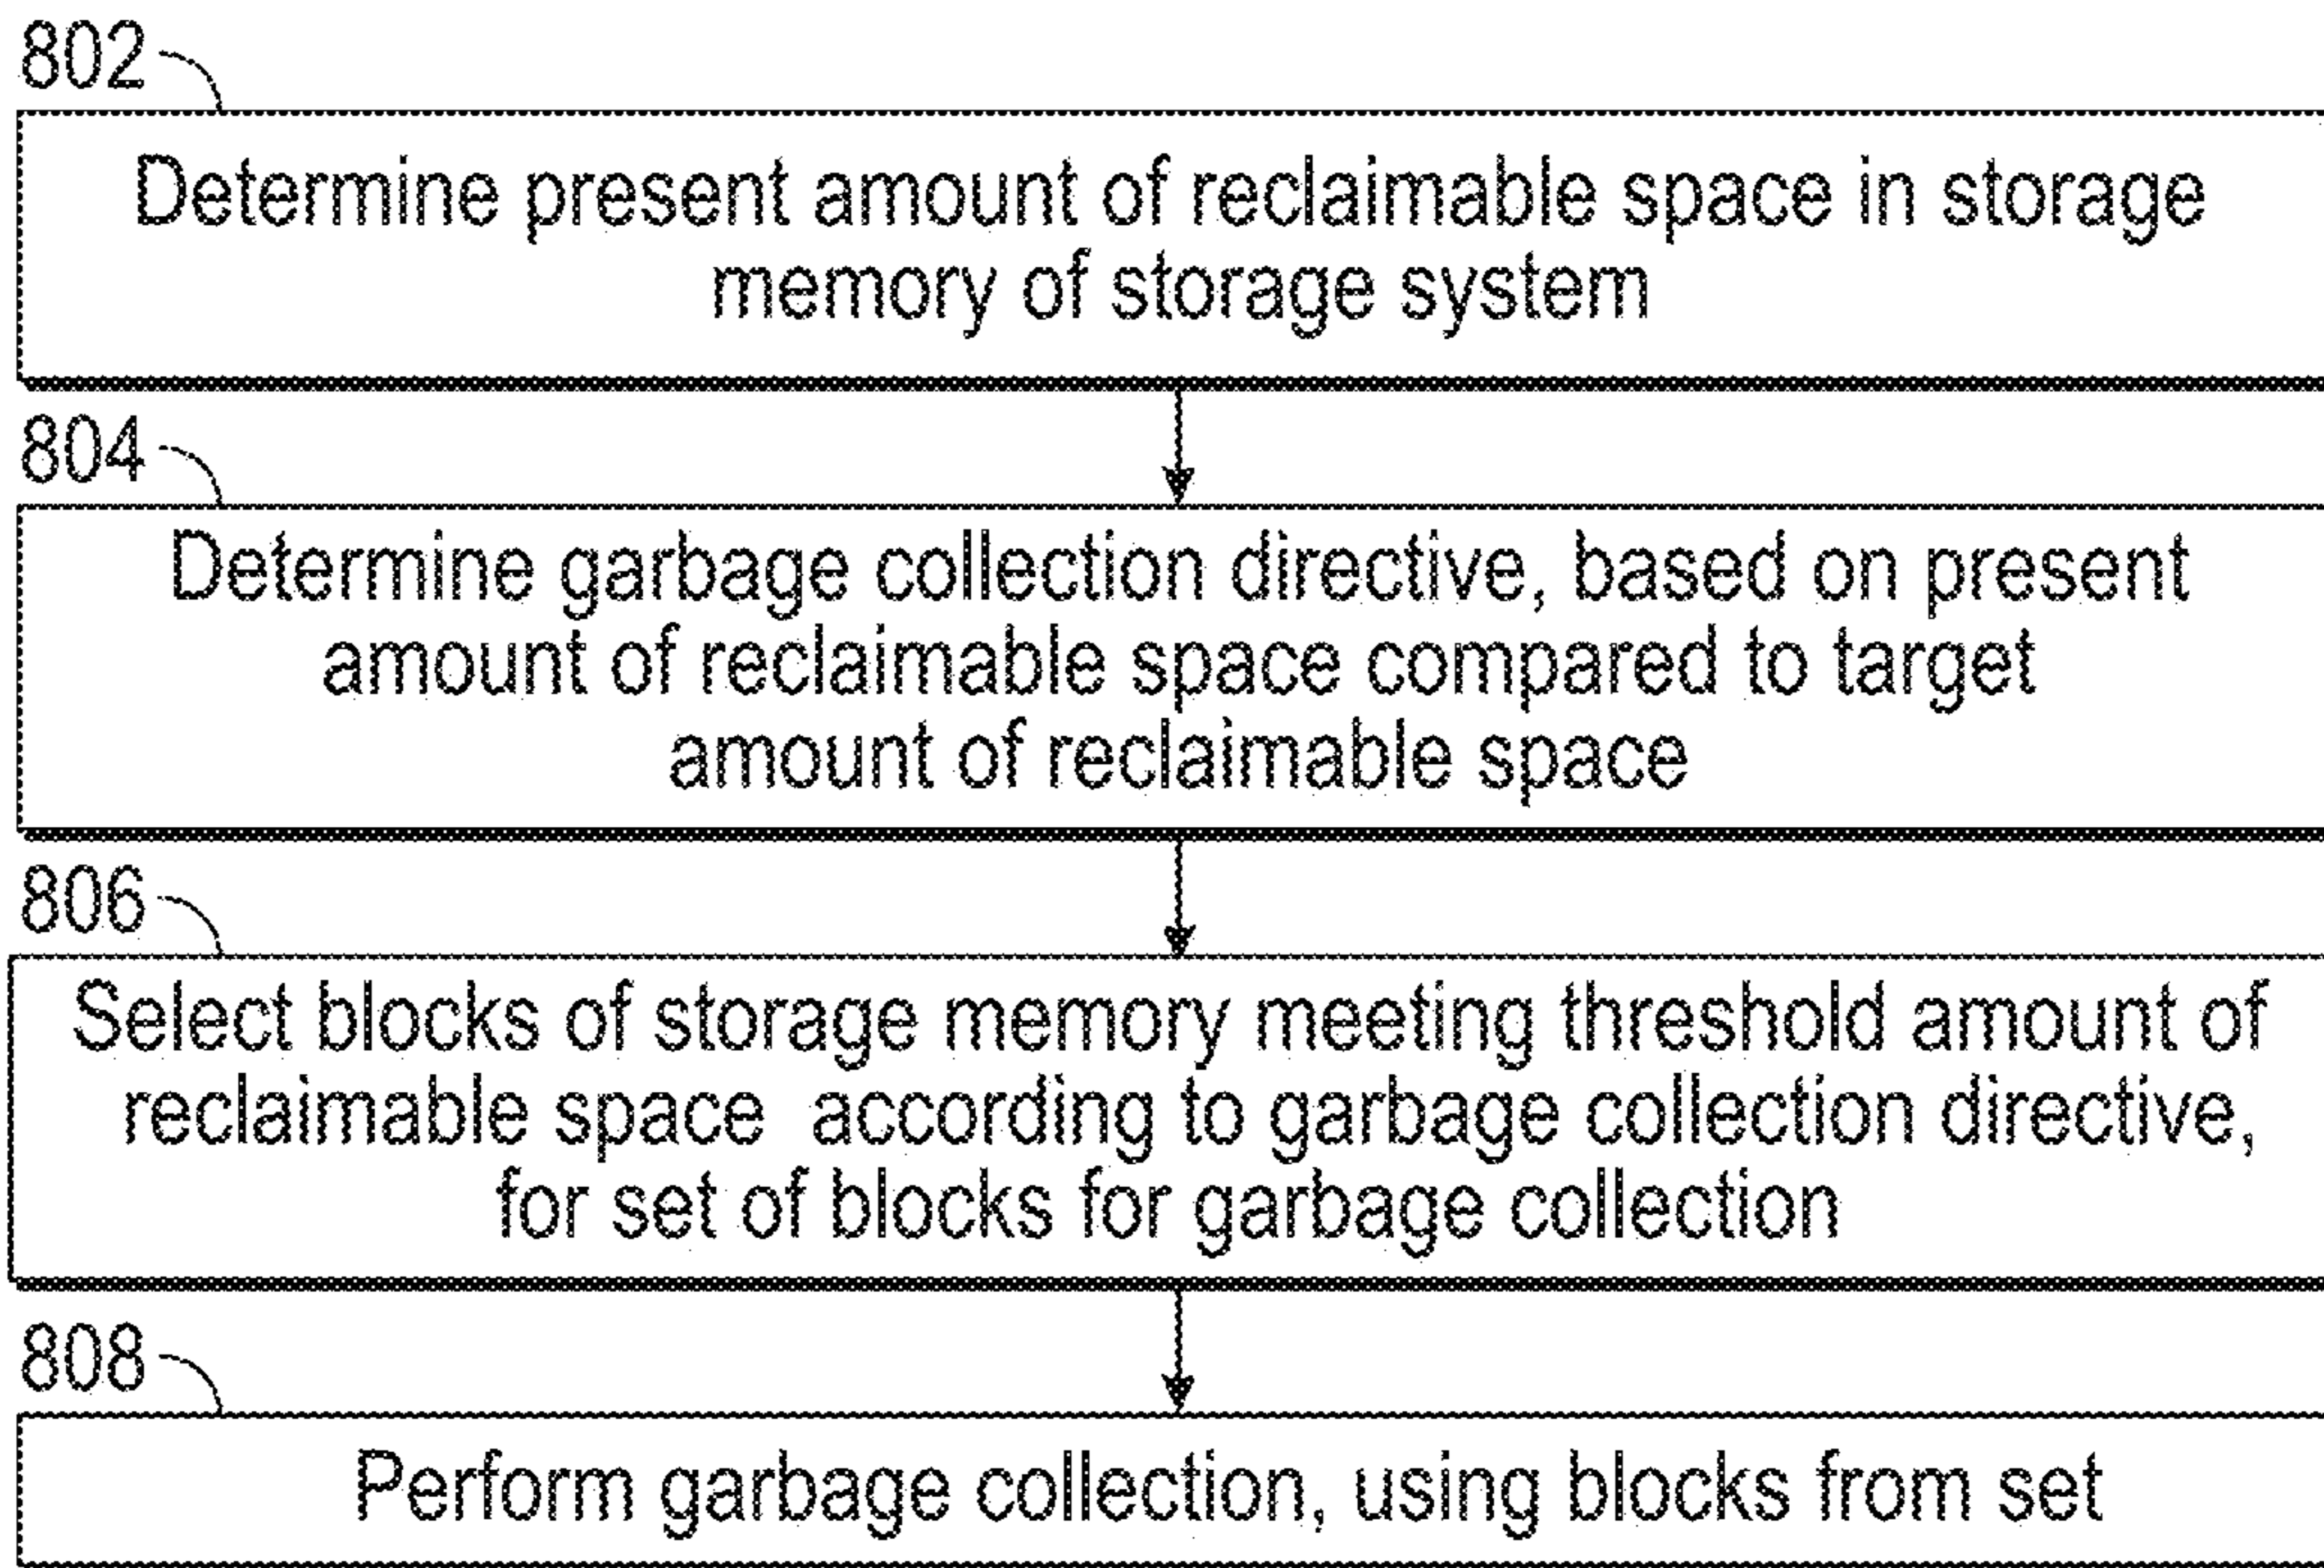 802
Determine present amount of reclaimable space in storage
memory of storage system
804
Determine garbage collection directive, based on present
amount of reclaimable space compared to target
amount of reclaimable space
806
Select blocks of storage memory meeting threshold amount of
reclaimable space according to garbage collection directive,
for set of blocks for garbage collection
808
Perform garbage collection, using blocks from set